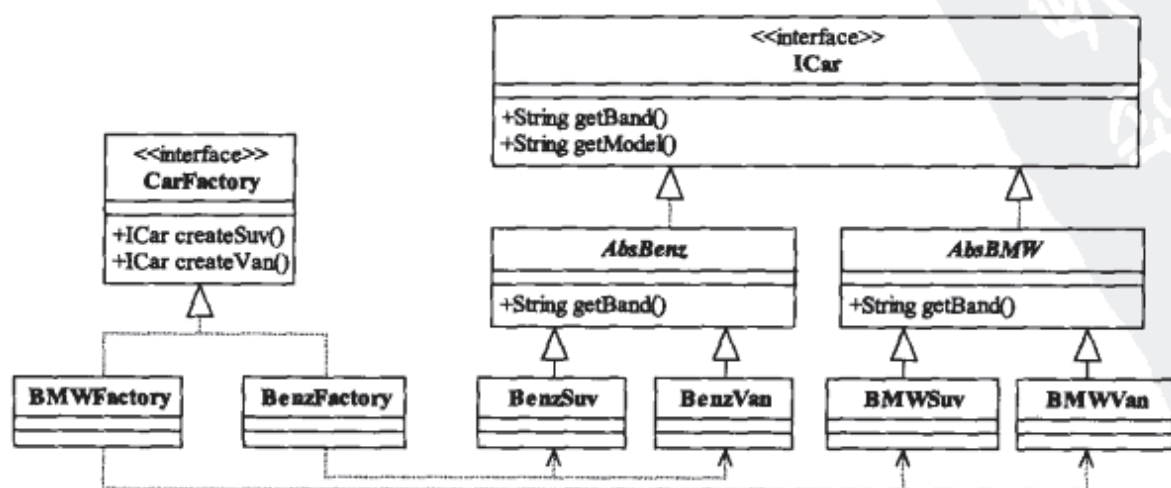 <<interface>>
ICar
+String getBand()
+String getModel()
<<interface>>
CarFactory
+ICar createSuv()
+ICar createVan()
AbsBenz
+String getBand()
AbsBMW
+String getBand()
BMWFactory
BenzFactory
BenzSuv
BenzVan
BMWSuv
BMWVan